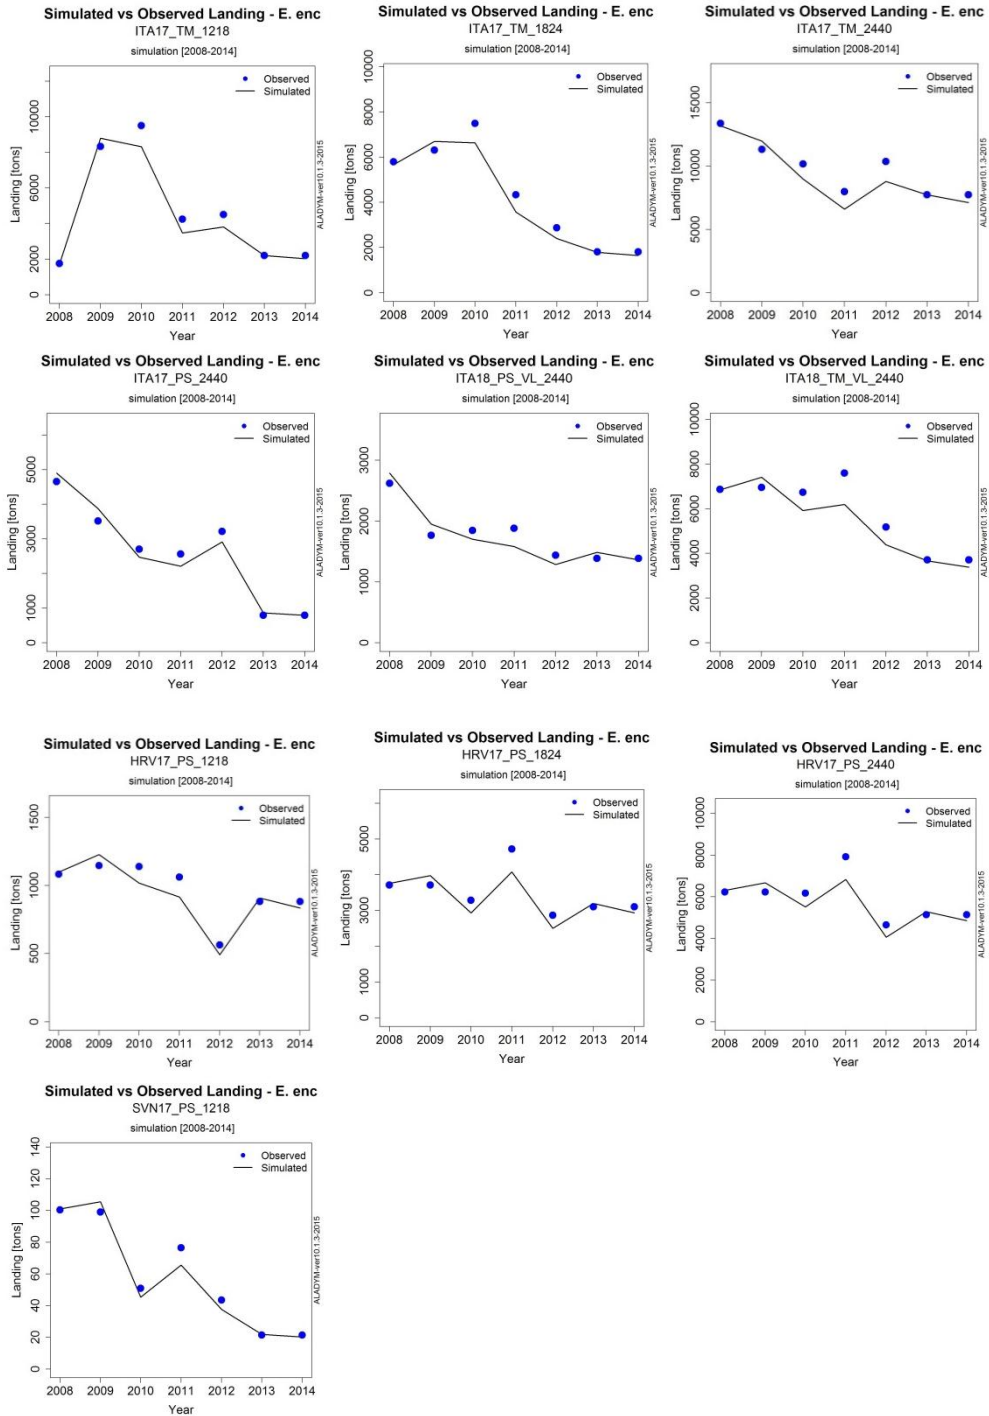 Simulated vs Observed Landing - E. enc
ITA17_TM_1218
simulation [2008-2014]
Observed
Simulated
Landing [tons]
10000
6000
2000
0
2008 2009 2010 2011 2012 2013 2014
Year
ALADYM-ver10.1.3-2015
Simulated vs Observed Landing - E. enc
ITA17_TM_1824
simulation [2008-2014]
Observed
Simulated
Landing [tons]
10000
8000
6000
4000
2000
0
2008 2009 2010 2011 2012 2013 2014
Year
ALADYM-ver10.1.3-2015
Simulated vs Observed Landing - E. enc
ITA17_TM_2440
simulation [2008-2014]
Observed
Simulated
Landing [tons]
15000
10000
5000
0
2008 2009 2010 2011 2012 2013 2014
Year
ALADYM-ver10.1.3-2015
Simulated vs Observed Landing - E. enc
ITA17_PS_2440
simulation [2008-2014]
Observed
Simulated
Landing [tons]
5000
3000
1000
0
2008 2009 2010 2011 2012 2013 2014
Year
ALADYM-ver10.1.3-2015
Simulated vs Observed Landing - E. enc
ITA18_PS_VL_2440
simulation [2008-2014]
Observed
Simulated
Landing [tons]
3000
2000
1000
0
2008 2009 2010 2011 2012 2013 2014
Year
ALADYM-ver10.1.3-2015
Simulated vs Observed Landing - E. enc
ITA18_TM_VL_2440
simulation [2008-2014]
Observed
Simulated
Landing [tons]
10000
8000
6000
4000
2000
0
2008 2009 2010 2011 2012 2013 2014
Year
ALADYM-ver10.1.3-2015
Simulated vs Observed Landing - E. enc
HRV17_PS_1218
simulation [2008-2014]
Observed
Simulated
Landing [tons]
1500
1000
500
0
2008 2009 2010 2011 2012 2013 2014
Year
ALADYM-ver10.1.3-2015
Simulated vs Observed Landing - E. enc
HRV17_PS_1824
simulation [2008-2014]
Observed
Simulated
Landing [tons]
5000
3000
1000
0
2008 2009 2010 2011 2012 2013 2014
Year
ALADYM-ver10.1.3-2015
Simulated vs Observed Landing - E. enc
HRV17_PS_2440
simulation [2008-2014]
Observed
Simulated
Landing [tons]
10000
8000
6000
4000
2000
0
2008 2009 2010 2011 2012 2013 2014
Year
ALADYM-ver10.1.3-2015
Simulated vs Observed Landing - E. enc
SVN17_PS_1218
simulation [2008-2014]
Observed
Simulated
Landing [tons]
140
120
100
80
60
40
20
0
2008 2009 2010 2011 2012 2013 2014
Year
ALADYM-ver10.1.3-2015